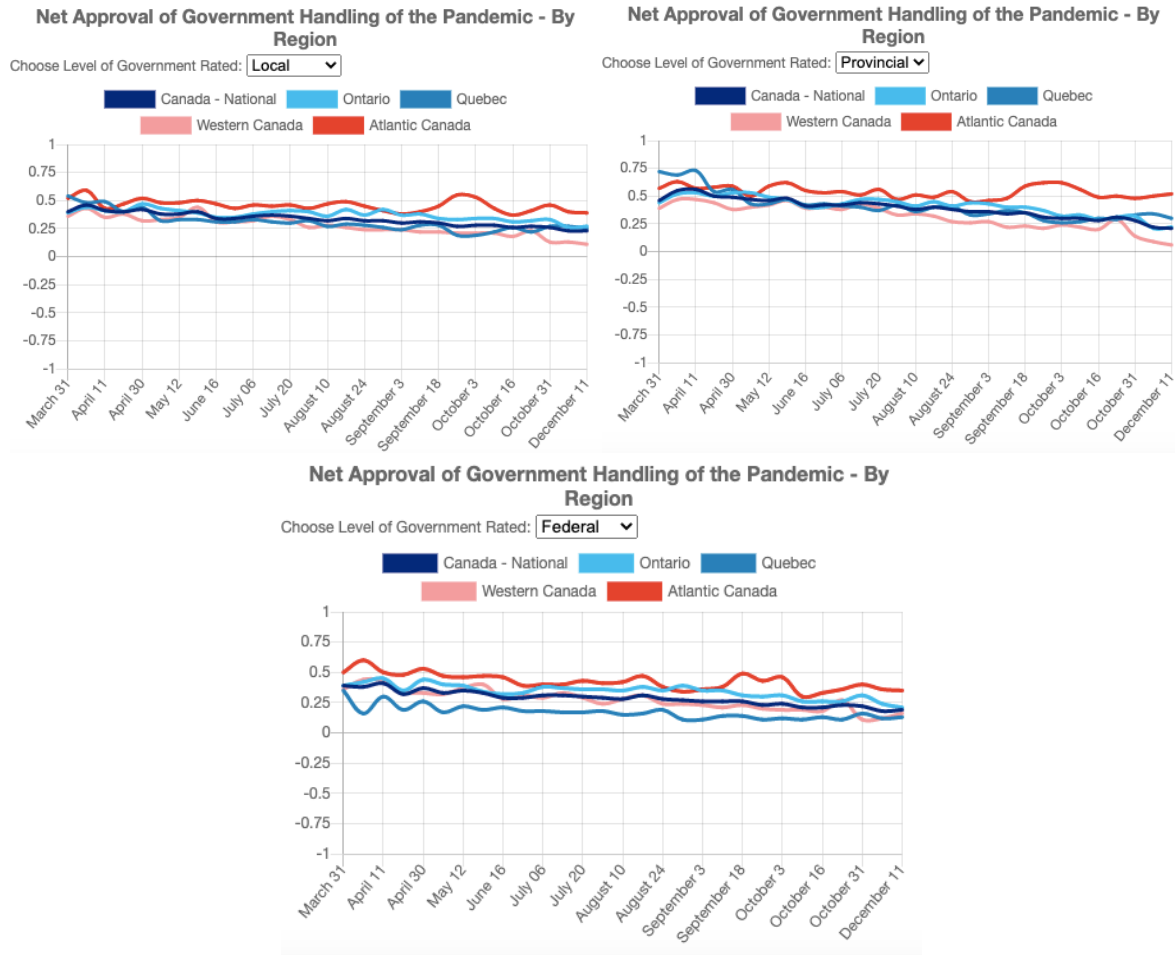 Net Approval of Government Handling of the Pandemic - By
Region
Choose Level of Government Rated: Local
Canada - National Ontario Quebec
Western Canada Atlantic Canada
1
0.75
0.5
0.25
0
-0.25
-0.5
-0.75
-1
March 31 April 11 April 30 May 12 June 16 July 06 July 20 August 10 August 24 September 3 September 18 October 3 October 16 October 31 December 11
Net Approval of Government Handling of the Pandemic - By
Region
Choose Level of Government Rated: Provincial
Canada - National Ontario Quebec
Western Canada Atlantic Canada
1
0.75
0.5
0.25
0
-0.25
-0.5
-0.75
-1
March 31 April 11 April 30 May 12 June 16 July 06 July 20 August 10 August 24 September 3 September 18 October 3 October 16 October 31 December 11
Net Approval of Government Handling of the Pandemic - By
Region
Choose Level of Government Rated: Federal
Canada - National Ontario Quebec
Western Canada Atlantic Canada
1
0.75
0.5
0.25
0
-0.25
-0.5
-0.75
-1
March 31 April 11 April 30 May 12 June 16 July 06 July 20 August 10 August 24 September 3 September 18 October 3 October 16 October 31 December 11